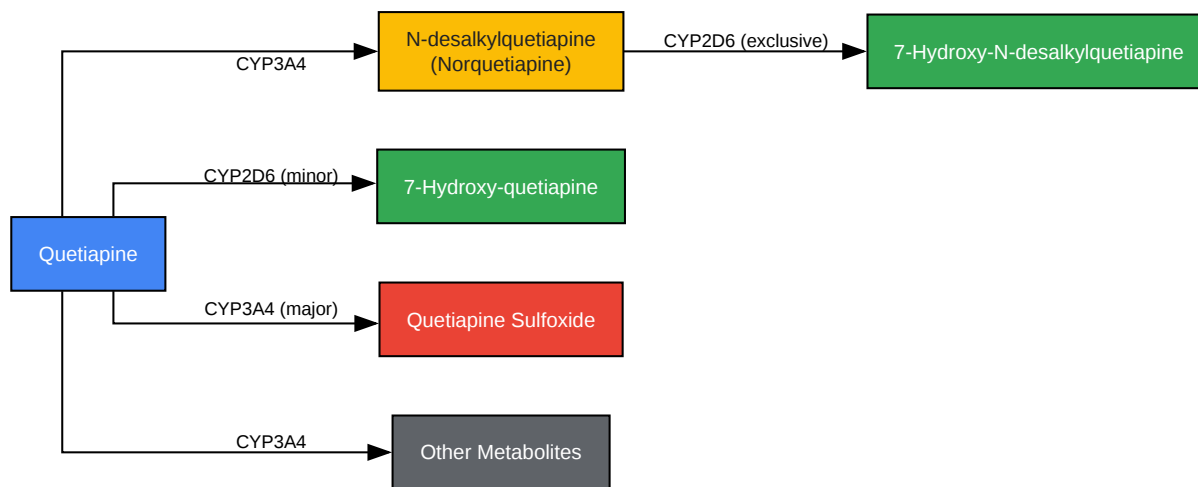 N-desalkylquetiapine
(Norquetiapine)
CYP2D6 (exclusive)
7-Hydroxy-N-desalkylquetiapine
CYP3A4
CYP2D6 (minor)
7-Hydroxy-quetiapine
Quetiapine
CYP3A4 (major)
Quetiapine Sulfoxide
CYP3A4
Other Metabolites